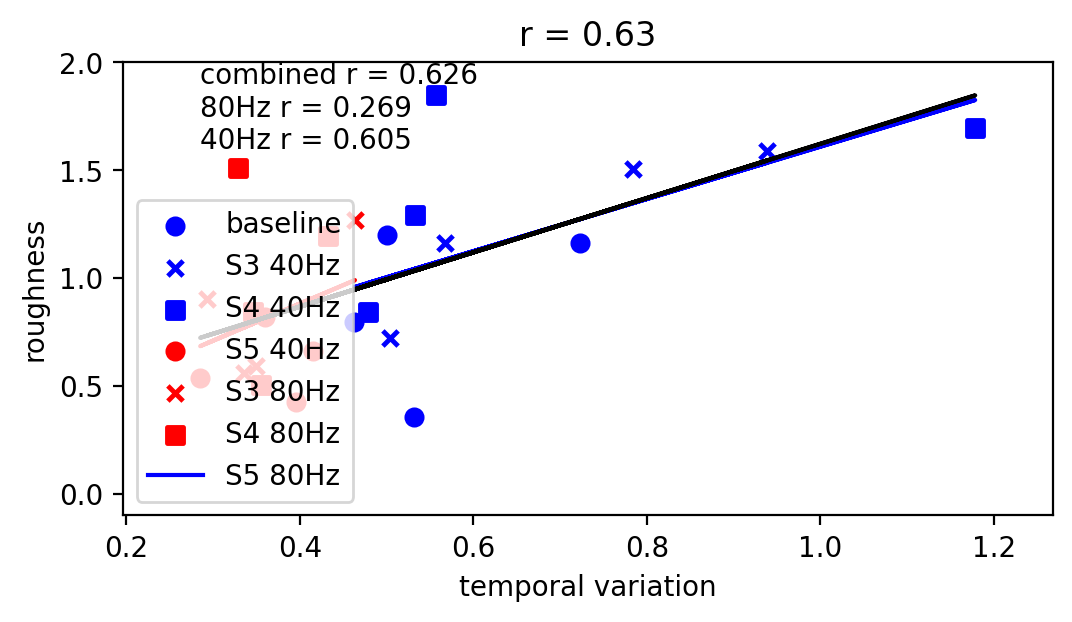 r = 0.63
combined r = 0.626
80Hz r = 0.269
40Hz r = 0.605
baseline
S3 40Hz
S4 40Hz
S5 40Hz
S3 80Hz
S4 80Hz
S5 80Hz
roughness
2.0
1.5
1.0
0.5
0.0
0.2 0.4 0.6 0.8 1.0 1.2
temporal variation